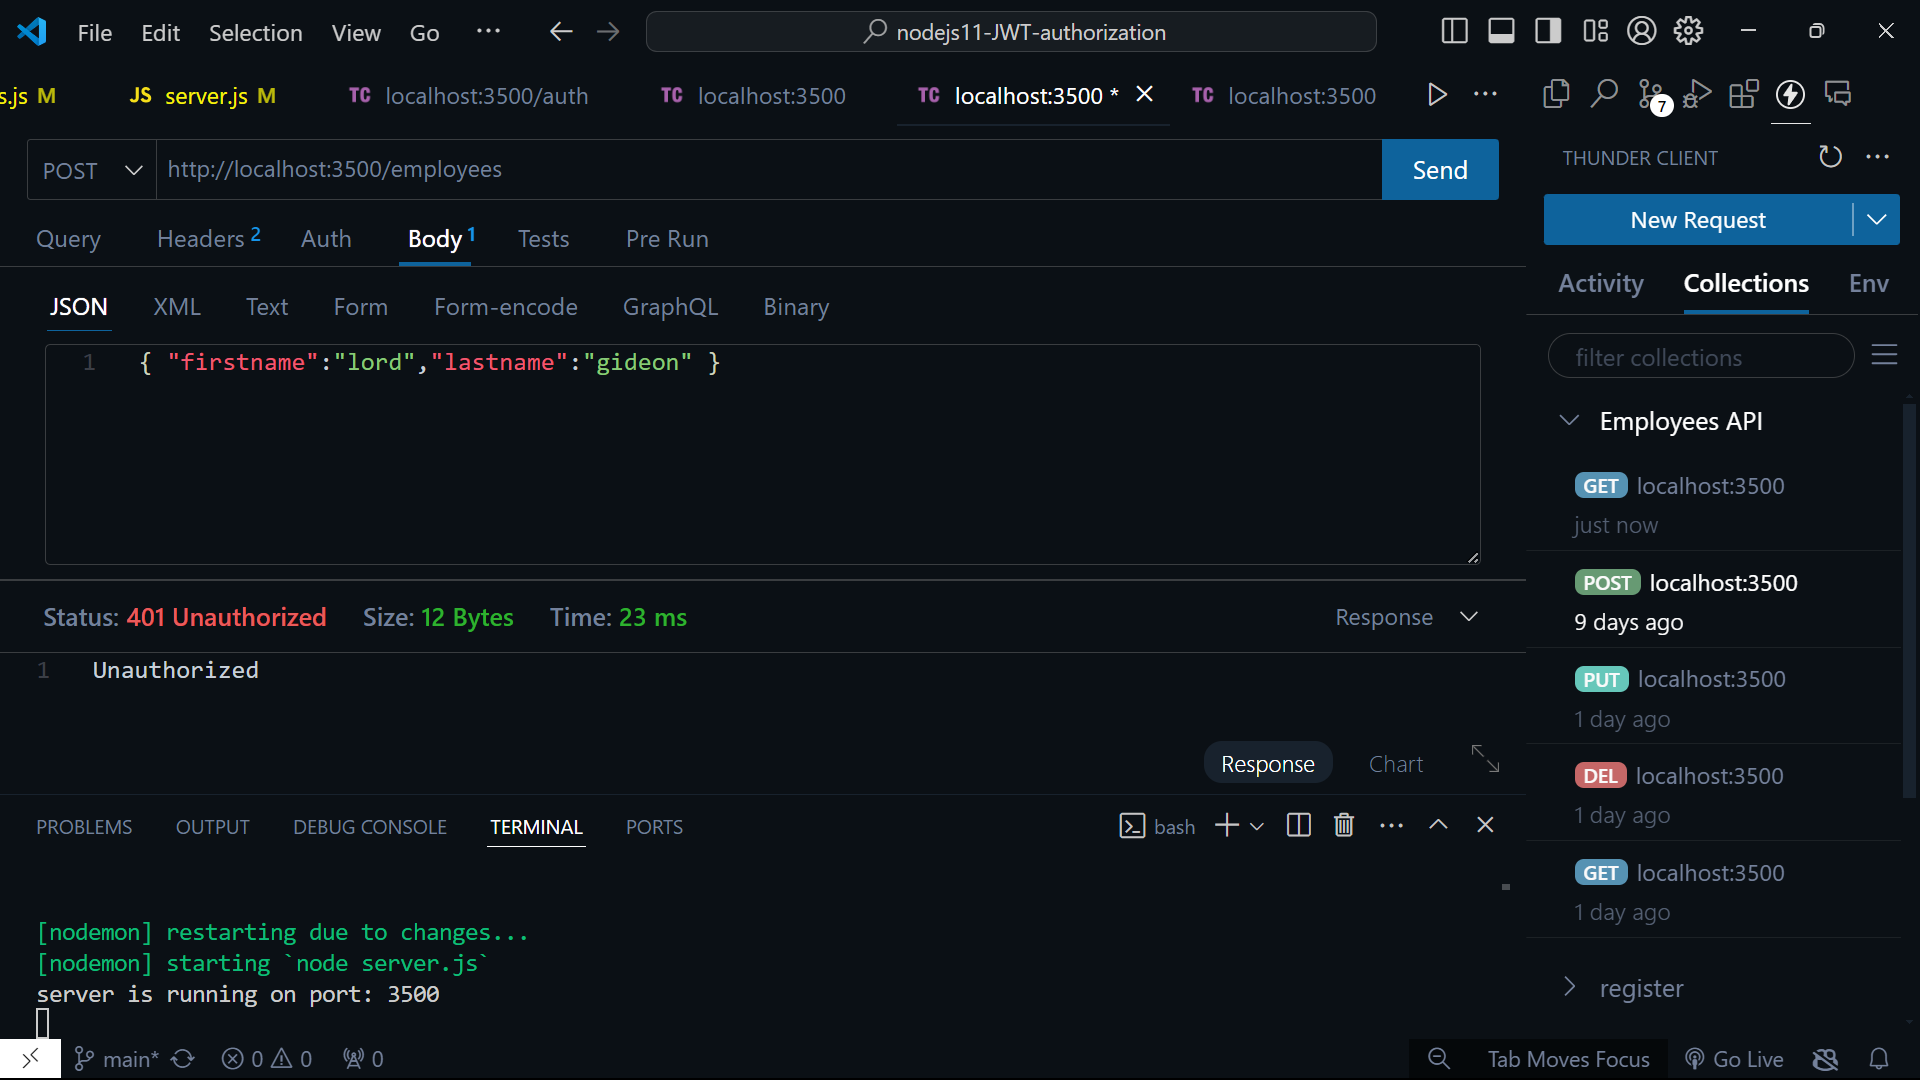 File Edit Selection View Go ··· nodejs11-JWT-authorization
s.js M JS server.js M TC localhost:3500/auth TC localhost:3500 TC localhost:3500 * TC localhost:3500
7
POST http://localhost:3500/employees Send
Query Headers 2 Auth Body 1 Tests Pre Run
JSON XML Text Form Form-encode GraphQL Binary
1 { "firstname":"lord","lastname":"gideon" }
Status: 401 Unauthorized Size: 12 Bytes Time: 23 ms Response
1 Unauthorized
Response Chart
PROBLEMS OUTPUT DEBUG CONSOLE TERMINAL PORTS bash
[nodemon] restarting due to changes...
[nodemon] starting `node server.js`
server is running on port: 3500
THUNDER CLIENT
New Request
Activity Collections Env
filter collections
Employees API
GET localhost:3500
just now
POST localhost:3500
9 days ago
PUT localhost:3500
1 day ago
DEL localhost:3500
1 day ago
GET localhost:3500
1 day ago
register
main* 0 0 0 Tab Moves Focus Go Live